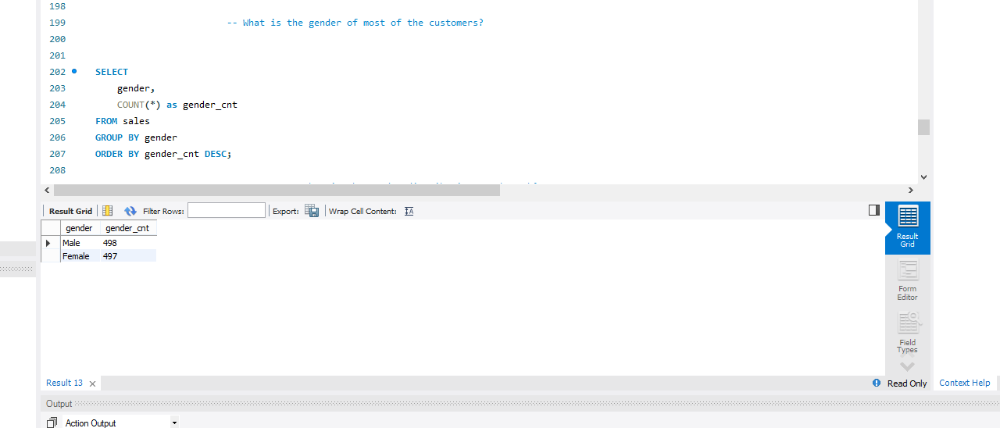 198
199 -- What is the gender of most of the customers?
200
201
202 SELECT
203 gender,
204 COUNT(*) as gender_cnt
205 FROM sales
206 GROUP BY gender
207 ORDER BY gender_cnt DESC;
208
Result Grid Filter Rows: Export: Wrap Cell Content:
gender gender_cnt
Male 498
Female 497
Result
Grid
Form
Editor
Field
Types
Result 13 Read Only Context Help
Output
Action Output